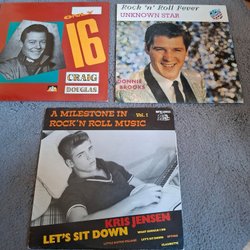 ONLY
16
CRAIG
DOUGLAS
Rock 'n' Roll Fever
UNKNOWN STAR
DONNIE
BROOKS
A MILESTONE IN
ROCK'N ROLL MUSIC
Vol. 1
KRIS JENSEN
LET'S SIT DOWN